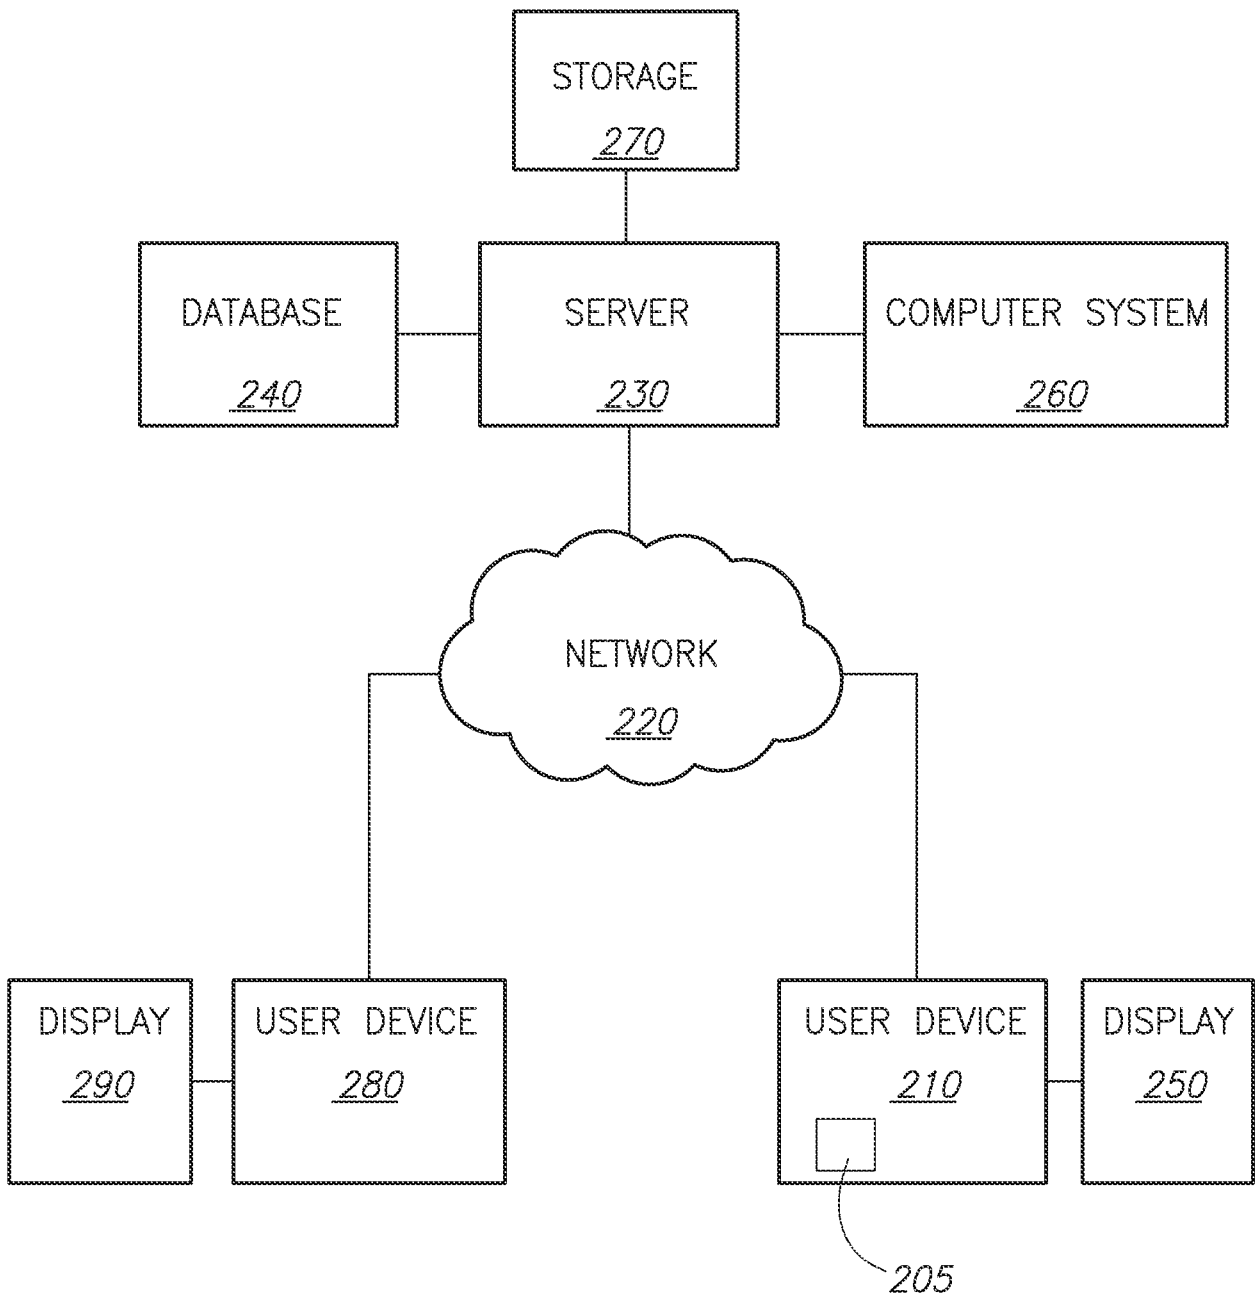 STORAGE
270
DATABASE
240
SERVER
230
COMPUTER SYSTEM
260
NETWORK
220
DISPLAY
290
USER DEVICE
280
USER DEVICE
210
DISPLAY
250
205